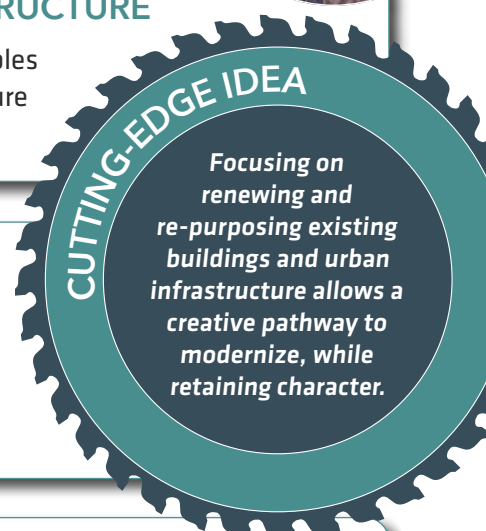 RUCTURE
oles
ure
CUTTING-EDGE IDEA
Focusing on
renewing and
re-purposing existing
buildings and urban
infrastructure allows a
creative pathway to
modernize, while
retaining character.